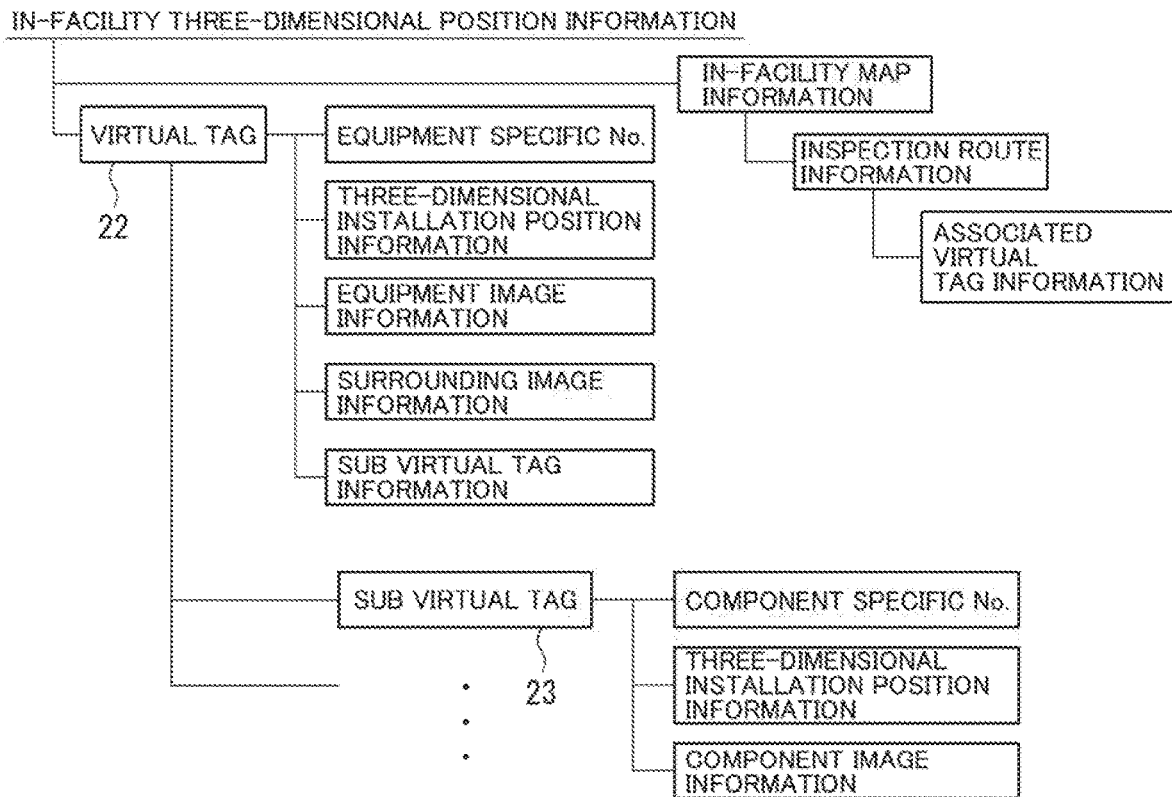 IN-FACILITY THREE-DIMENSIONAL POSITION INFORMATION
IN-FACILITY MAP
INFORMATION
VIRTUAL TAG
22
EQUIPMENT SPECIFIC No.
THREE-DIMENSIONAL
INSTALLATION POSITION
INFORMATION
EQUIPMENT IMAGE
INFORMATION
SURROUNDING IMAGE
INFORMATION
SUB VIRTUAL TAG
INFORMATION
INSPECTION ROUTE
INFORMATION
ASSOCIATED
VIRTUAL
TAG INFORMATION
SUB VIRTUAL TAG
23
COMPONENT SPECIFIC No.
THREE-DIMENSIONAL
INSTALLATION POSITION
INFORMATION
COMPONENT IMAGE
INFORMATION